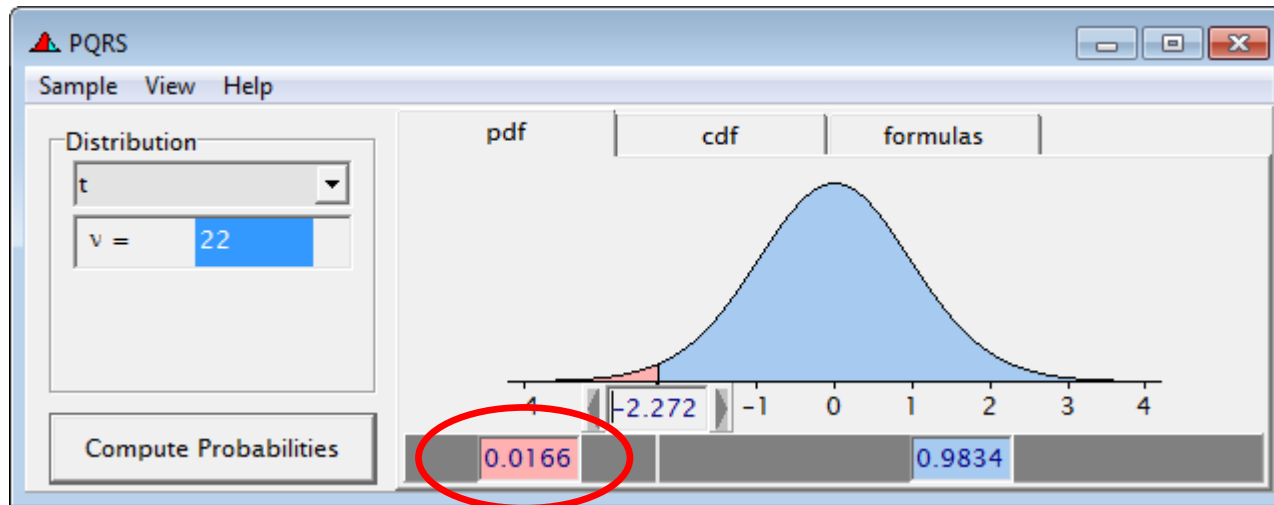 PQRS
Sample View Help
Distribution
t
ν = 22
Compute Probabilities
pdf cdf formulas
-4 -2.272 -1 0 1 2 3 4
0.0166 0.9834